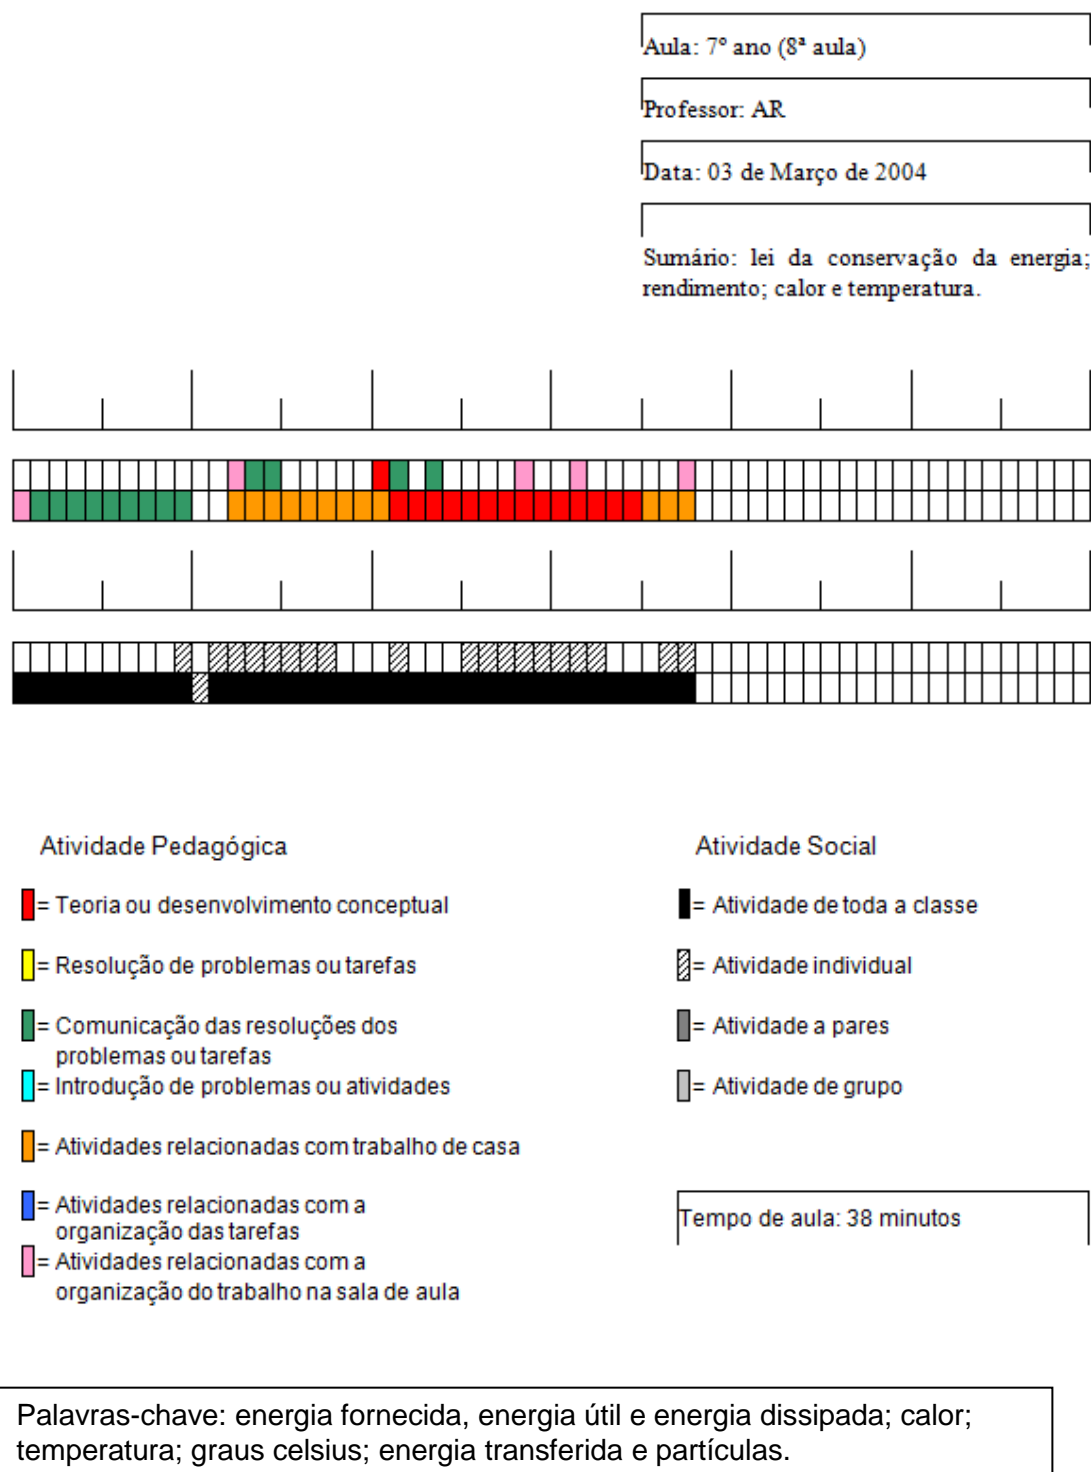 Aula: 7º ano (8ª aula)
Professor: AR
Data: 03 de Março de 2004
Sumário: lei da conservação da energia;
rendimento; calor e temperatura.
Atividade Pedagógica
= Teoria ou desenvolvimento conceptual
= Resolução de problemas ou tarefas
= Comunicação das resoluções dos
problemas ou tarefas
= Introdução de problemas ou atividades
= Atividades relacionadas com trabalho de casa
= Atividades relacionadas com a
organização das tarefas
= Atividades relacionadas com a
organização do trabalho na sala de aula
Atividade Social
= Atividade de toda a classe
= Atividade individual
= Atividade a pares
= Atividade de grupo
Tempo de aula: 38 minutos
Palavras-chave: energia fornecida, energia útil e energia dissipada; calor;
temperatura; graus celsius; energia transferida e partículas.